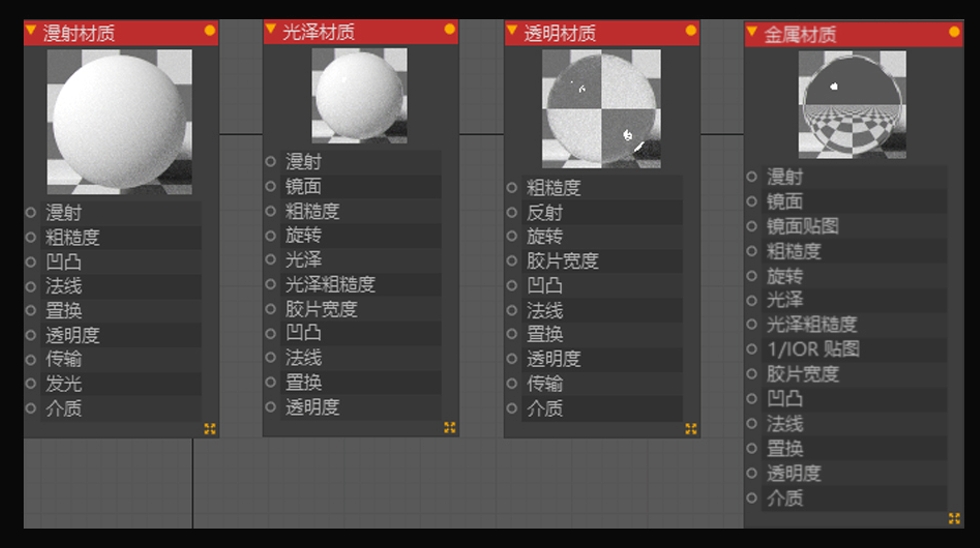 漫射材质
漫射
粗糙度
凹凸
法线
置换
透明度
传输
发光
介质
光泽材质
漫射
镜面
粗糙度
旋转
光泽
光泽粗糙度
胶片宽度
凹凸
法线
置换
透明度
透明材质
粗糙度
反射
旋转
胶片宽度
凹凸
法线
置换
透明度
传输
介质
金属材质
漫射
镜面
镜面贴图
粗糙度
旋转
光泽
光泽粗糙度
1/IOR 贴图
胶片宽度
凹凸
法线
置换
透明度
介质